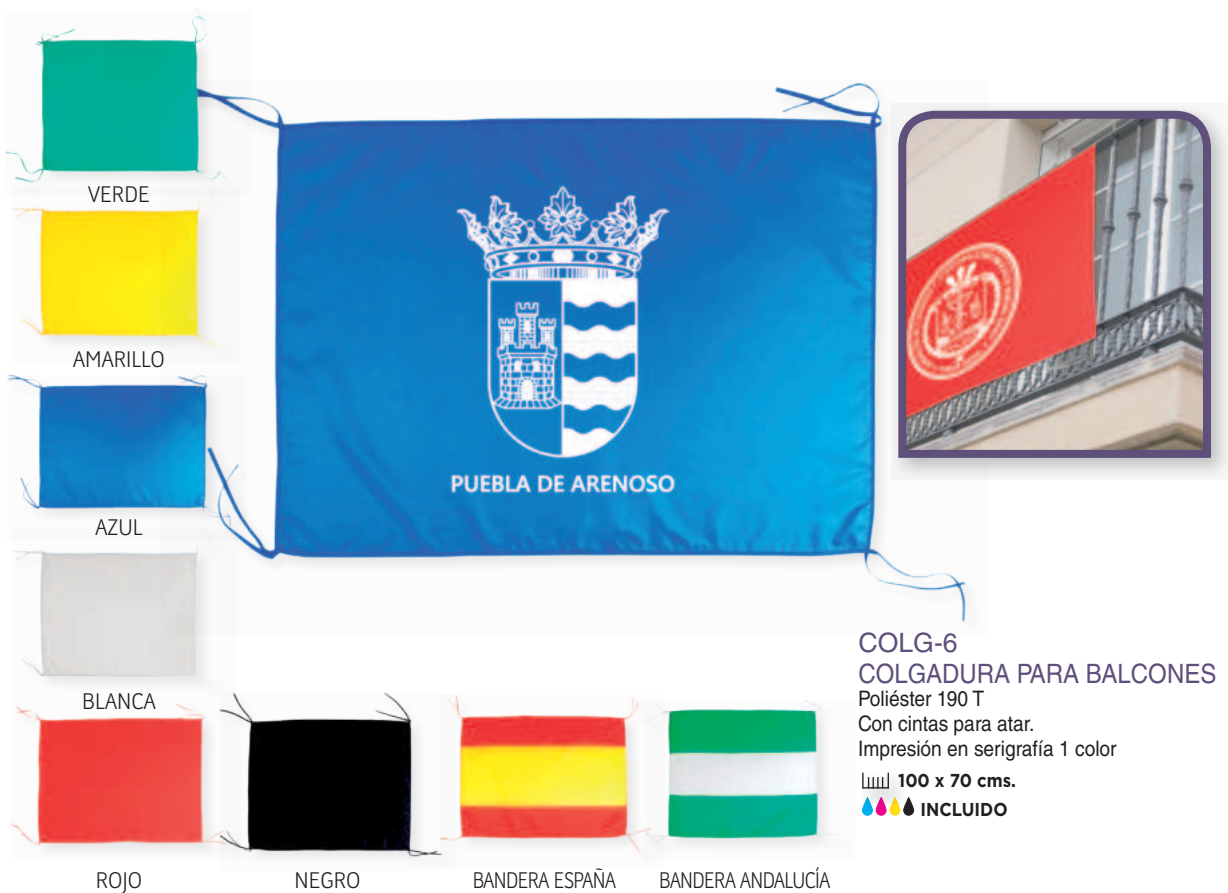 VERDE
AMARILLO
AZUL
BLANCA
PUEBLA DE ARENOSO
COLG-6
COLGADURA PARA BALCONES
Poliéster 190 T
Con cintas para atar.
Impresión en serigrafía 1 color
100 x 70 cms.
INCLUIDO
ROJO
NEGRO
BANDERA ESPAÑA
BANDERA ANDALUCÍA